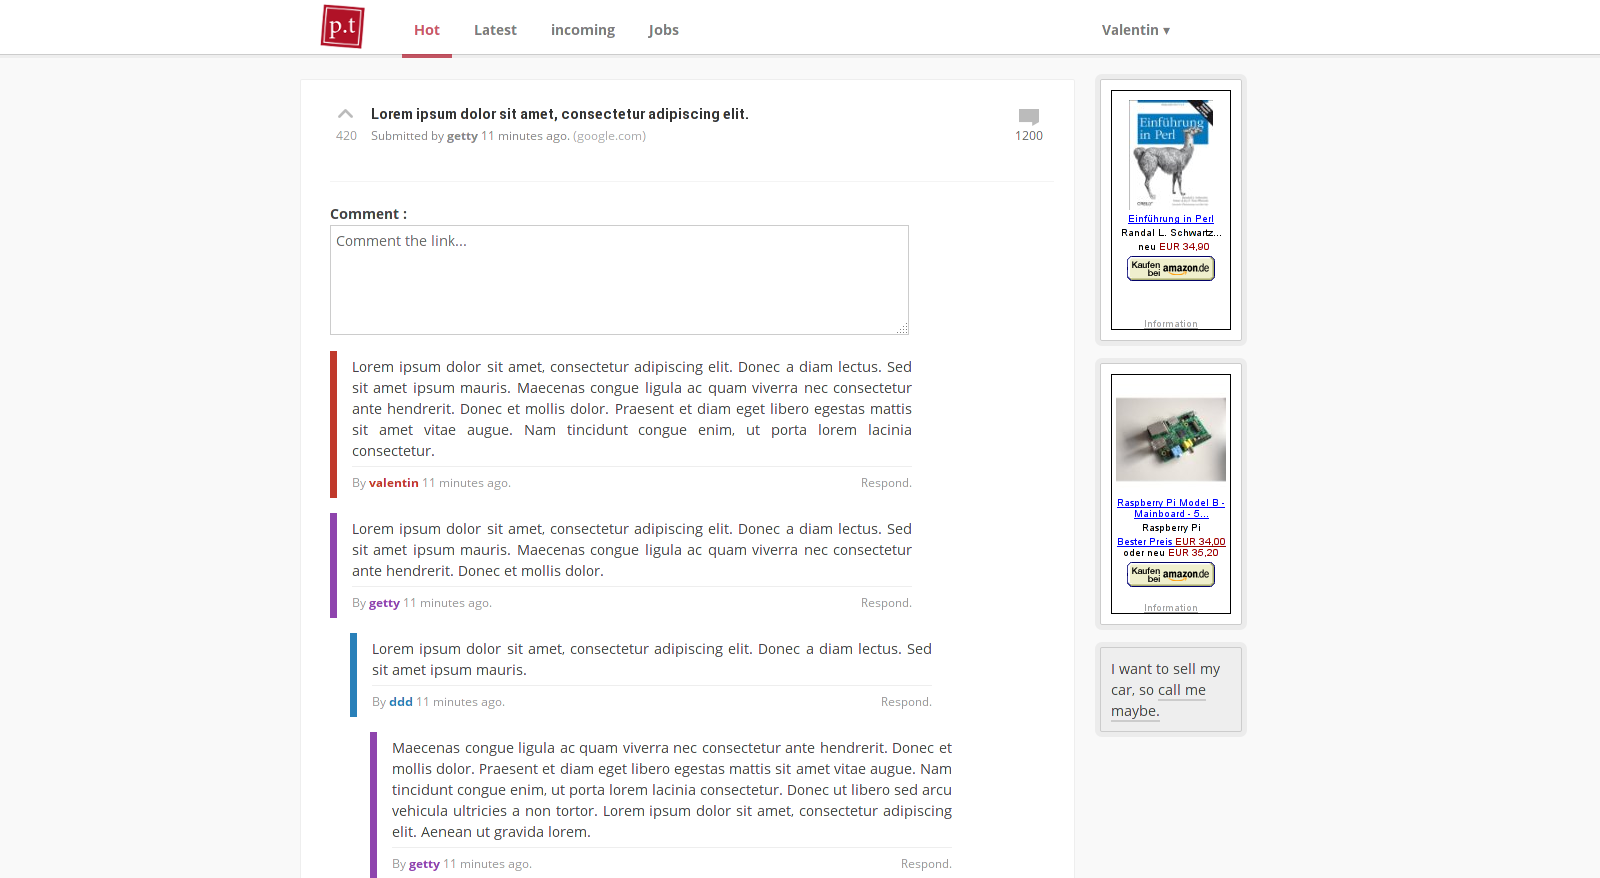 p.t
Hot
Latest
incoming
Jobs
Valentin ▾
Lorem ipsum dolor sit amet, consectetur adipiscing elit.
420
Submitted by getty 11 minutes ago. (google.com)
1200
Comment :
Comment the link...
Lorem ipsum dolor sit amet, consectetur adipiscing elit. Donec a diam lectus. Sed
sit amet ipsum mauris. Maecenas congue ligula ac quam viverra nec consectetur
ante hendrerit. Donec et mollis dolor. Praesent et diam eget libero egestas mattis
sit amet vitae augue. Nam tincidunt congue enim, ut porta lorem lacinia
consectetur.
By valentin 11 minutes ago.
Respond.
Lorem ipsum dolor sit amet, consectetur adipiscing elit. Donec a diam lectus. Sed
sit amet ipsum mauris. Maecenas congue ligula ac quam viverra nec consectetur
ante hendrerit. Donec et mollis dolor.
By getty 11 minutes ago.
Respond.
Lorem ipsum dolor sit amet, consectetur adipiscing elit. Donec a diam lectus. Sed
sit amet ipsum mauris.
By ddd 11 minutes ago.
Respond.
Maecenas congue ligula ac quam viverra nec consectetur ante hendrerit. Donec et
mollis dolor. Praesent et diam eget libero egestas mattis sit amet vitae augue. Nam
tincidunt congue enim, ut porta lorem lacinia consectetur. Donec ut libero sed arcu
vehicula ultricies a non tortor. Lorem ipsum dolor sit amet, consectetur adipiscing
elit. Aenean ut gravida lorem.
By getty 11 minutes ago.
Respond.
Einführung
in Perl
O'REILLY
Einführung in Perl
Randal L. Schwartz...
neu EUR 34,90
Kaufen
bei amazon.de
Information
Raspberry Pi Model B -
Mainboard - 5...
Raspberry Pi
Bester Preis EUR 34,00
oder neu EUR 35,20
Kaufen
bei amazon.de
Information
I want to sell my
car, so call me
maybe.